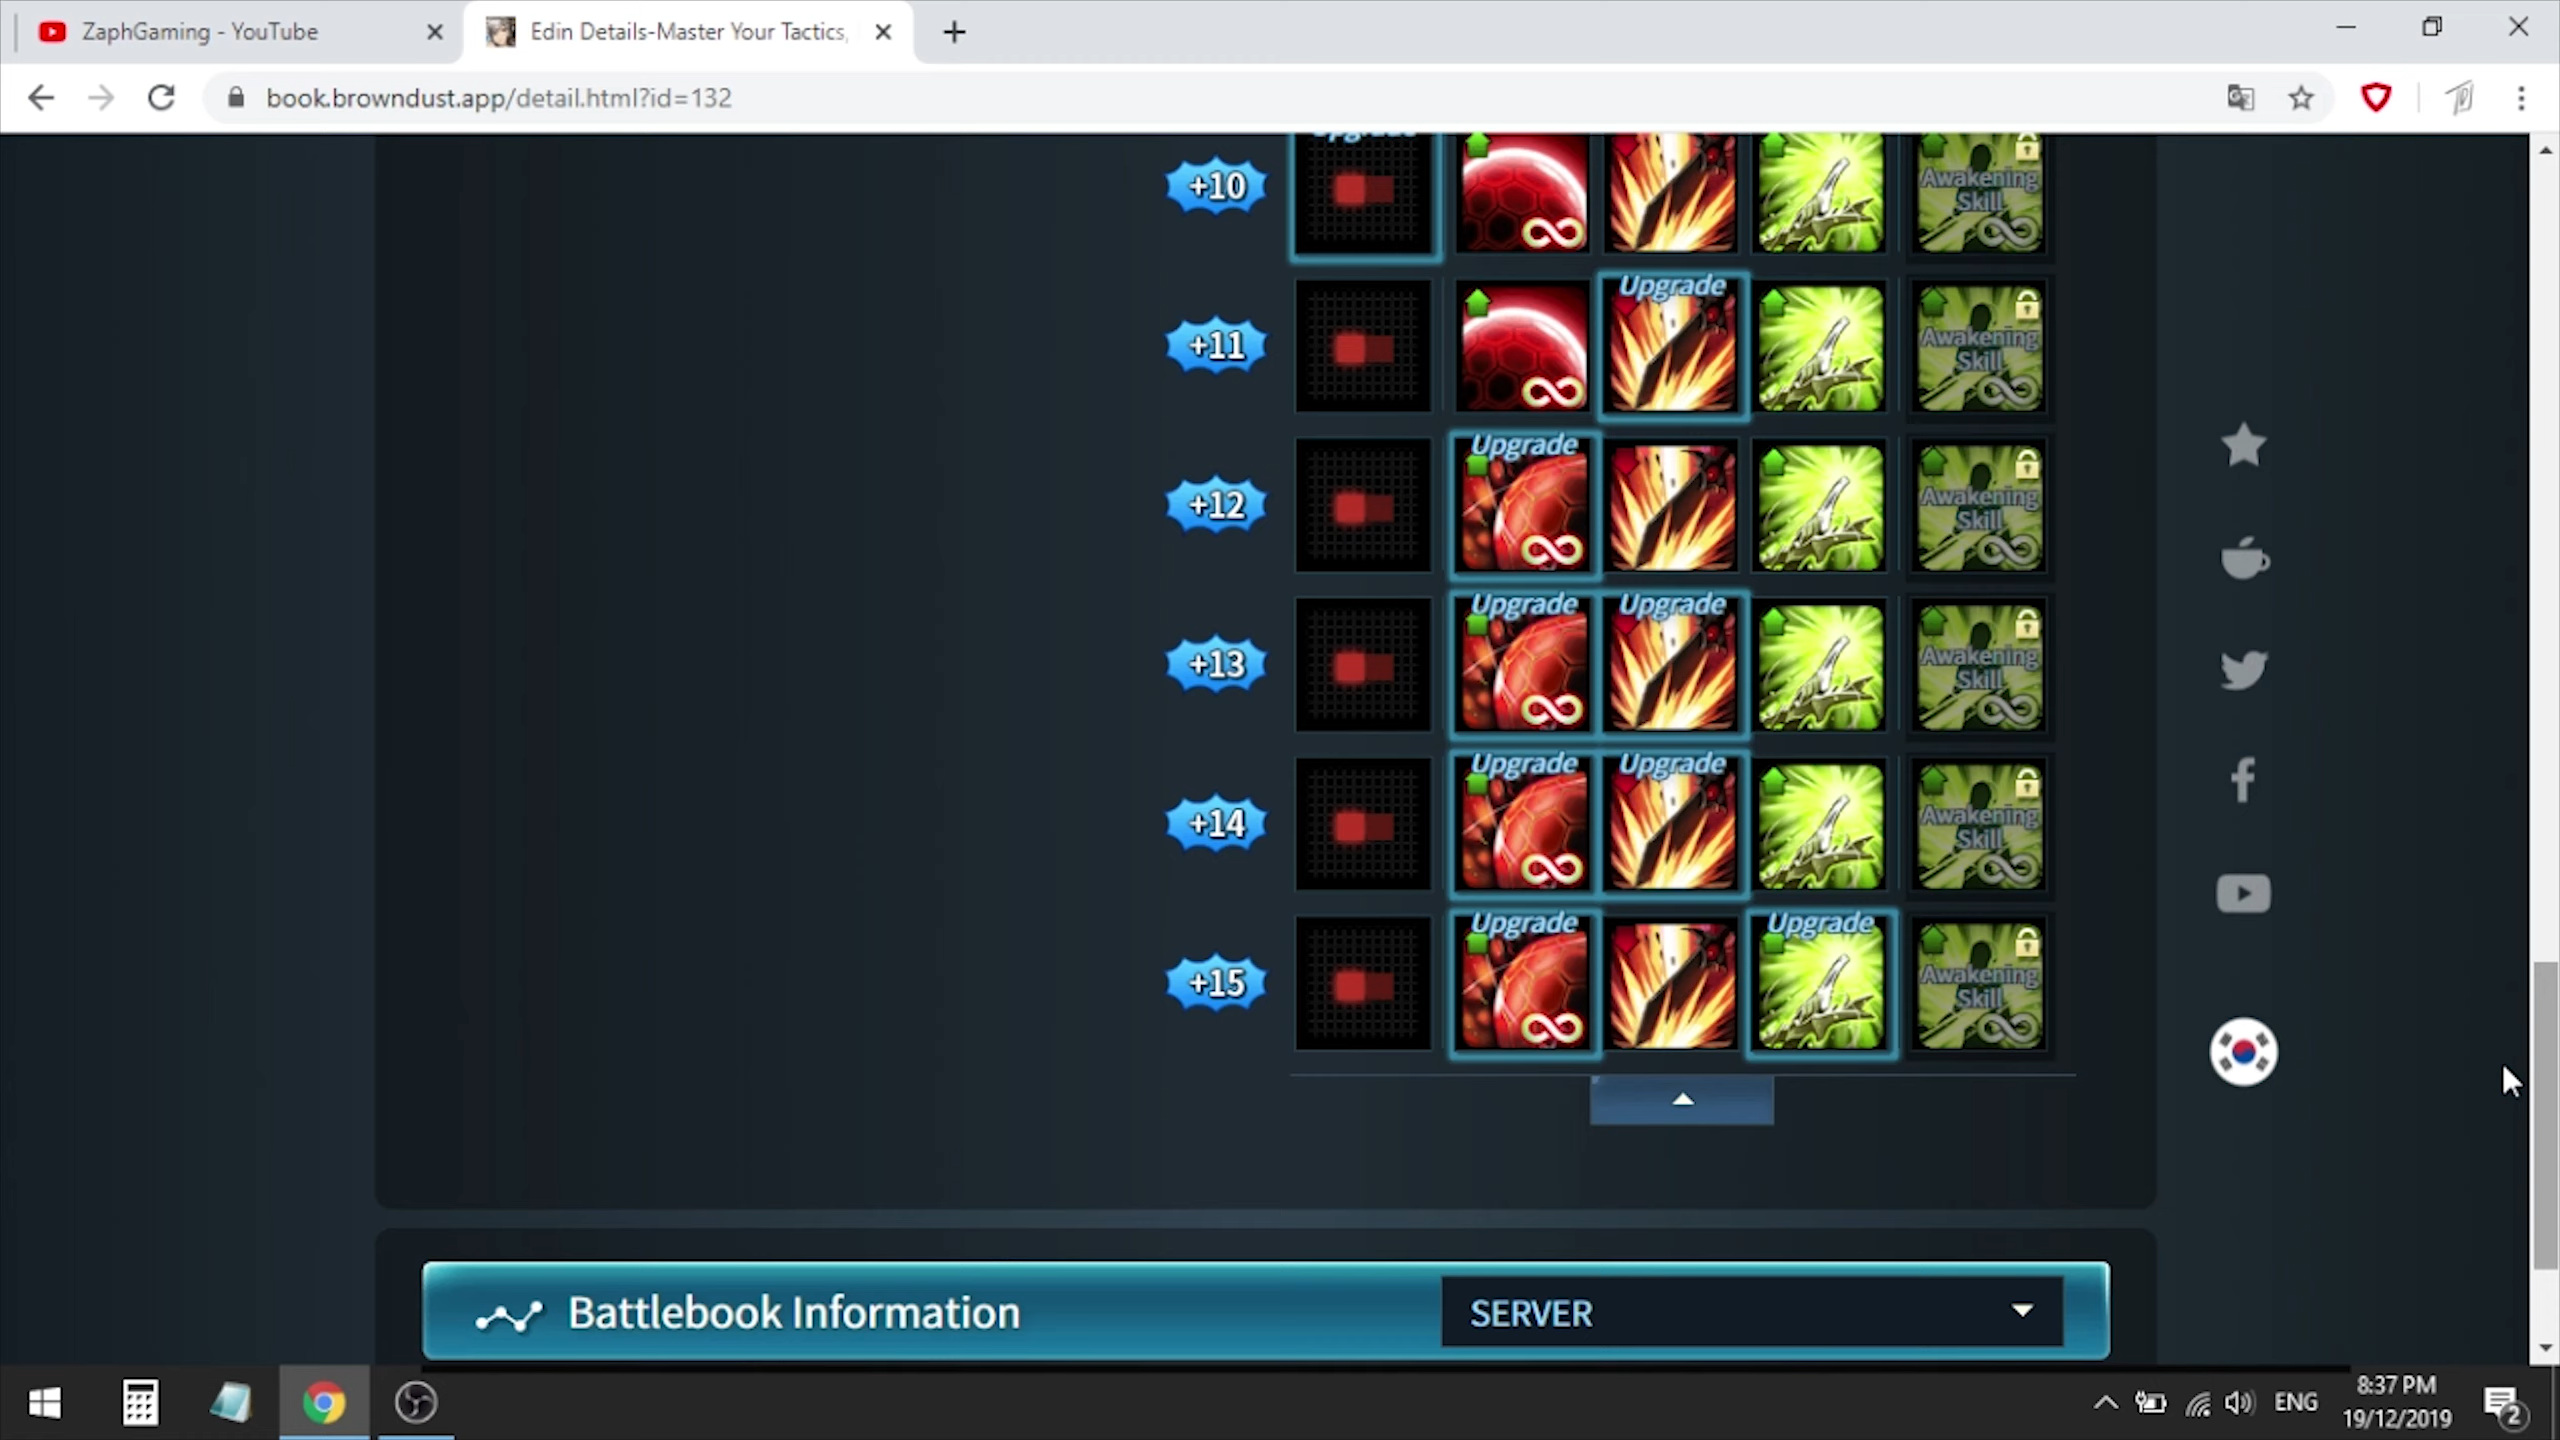 ZaphGaming - YouTube
Edin Details-Master Your Tactics,
book.browndust.app/detail.html?id=132
Upgrade
+10
Awakening
Skill
Upgrade
+11
Awakening
Skill
Upgrade
+12
Awakening
Skill
Upgrade Upgrade
+13
Awakening
Skill
Upgrade Upgrade
+14
Awakening
Skill
Upgrade Upgrade
+15
Awakening
Skill
Battlebook Information
SERVER
ENG
8:37 PM
19/12/2019
2